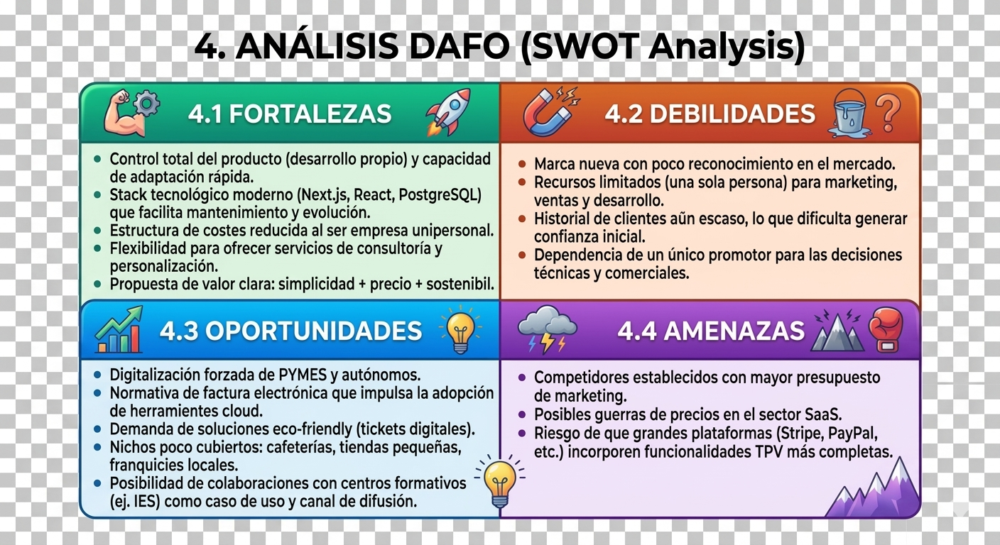 4. ANÁLISIS DAFO (SWOT Analysis)
4.1 FORTALEZAS
• Control total del producto (desarrollo propio) y capacidad
de adaptación rápida.
• Stack tecnológico moderno (Next.js, React, PostgreSQL)
que facilita mantenimiento y evolución.
• Estructura de costes reducida al ser empresa unipersonal.
• Flexibilidad para ofrecer servicios de consultoría y
personalización.
• Propuesta de valor clara: simplicidad + precio + sostenibil.
4.2 DEBILIDADES
?
• Marca nueva con poco reconocimiento en el mercado.
• Recursos limitados (una sola persona) para marketing,
ventas y desarrollo.
• Historial de clientes aũn escaso, lo que dificulta generar
confianza inicial.
• Dependencia de un único promotor para las decisiones
técnicas y comerciales.
4.3 OPORTUNIDADES
• Digitalización forzada de PYMES y autónomos.
• Normativa de factura electrónica que impulsa la adopción
de herramientes cloud.
• Demanda de soluciones eco-friendly (tickets digitales).
• Nichos poco cubiertos: cafeterías, tiendas pequeñas,
franquicies locales.
• Posibilidad de colaboraciones con centros formativos
(ej. IES) como caso de uso y canal de difusión.
4.4 AMENAZAS
• Competidores establecidos con mayor presupuesto
de marketing.
• Posibles guerras de precios en el sector SaaS.
• Riesgo de que grandes plataformas (Stripe, PayPal,
etc.) incorporen funcionalidades TPV más completas.